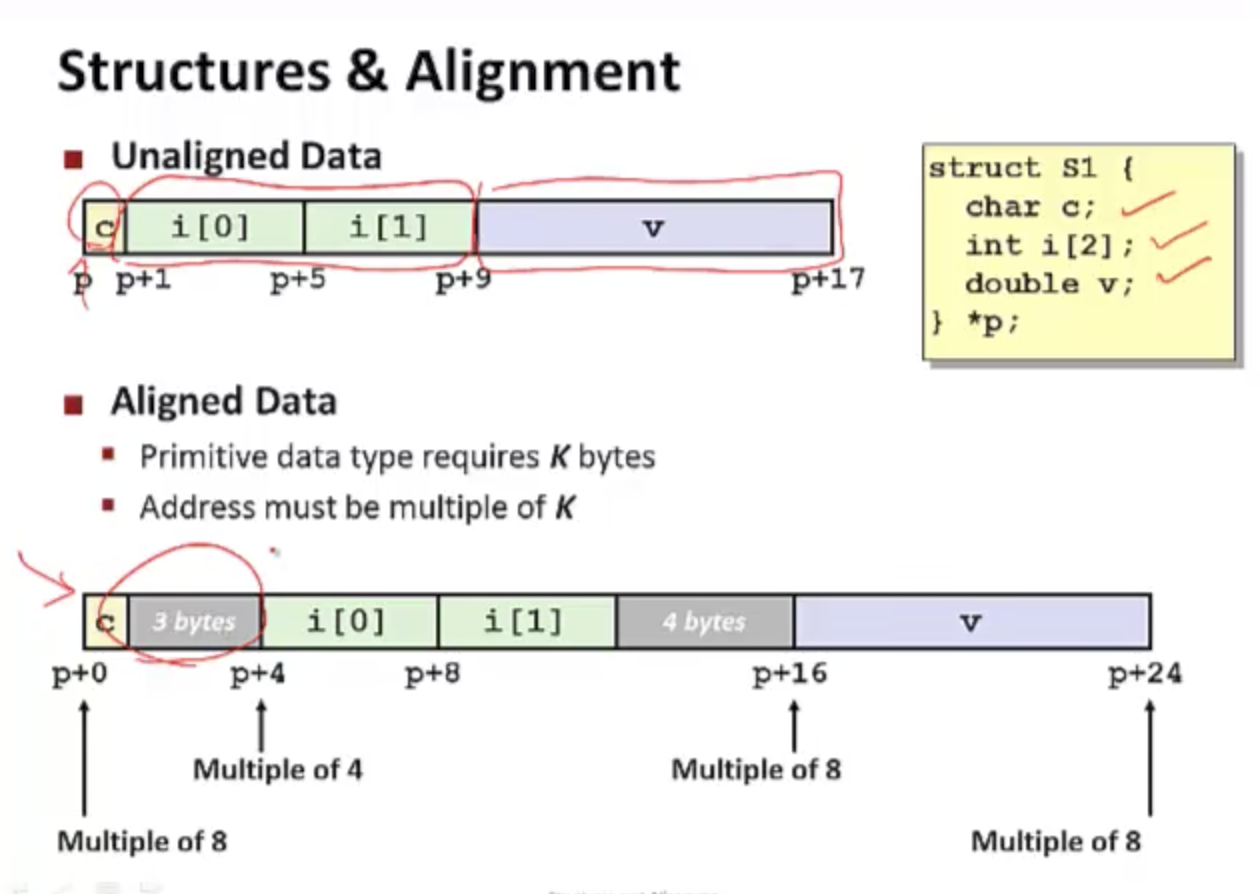 Structures & Alignment
Unaligned Data
c i[0] i[1] v
p p+1 p+5 p+9 p+17
struct S1 {
char c;
int i[2];
double v;
} *p;
Aligned Data
Primitive data type requires K bytes
Address must be multiple of K
c 3 bytes i[0] i[1] 4 bytes v
p+0 p+4 p+8 p+16 p+24
Multiple of 4 Multiple of 8
Multiple of 8 Multiple of 8